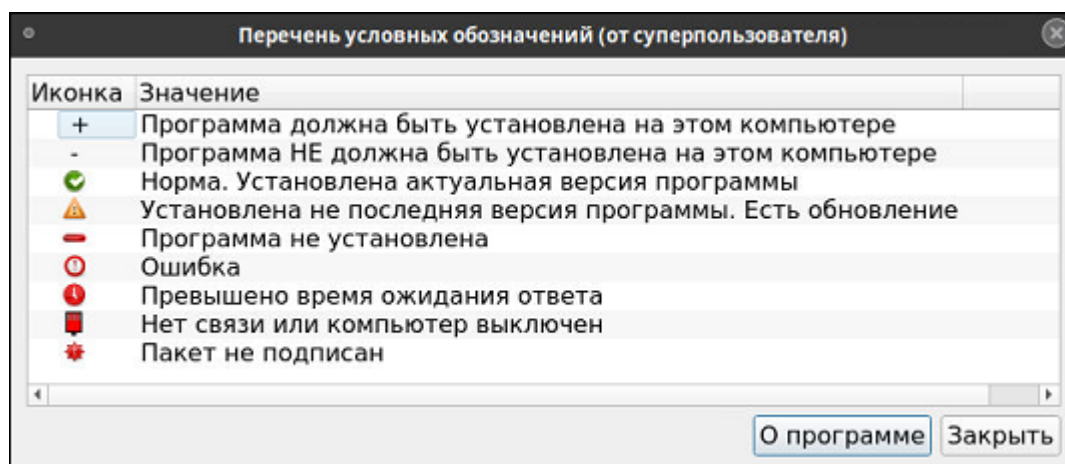 Перечень условных обозначений (от суперпользователя)
Иконка Значение
+ Программа должна быть установлена на этом компьютере
- Программа НЕ должна быть установлена на этом компьютере
Норма. Установлена актуальная версия программы
Установлена не последняя версия программы. Есть обновление
Программа не установлена
Ошибка
Превышено время ожидания ответа
Нет связи или компьютер выключен
Пакет не подписан
О программе Закрыть